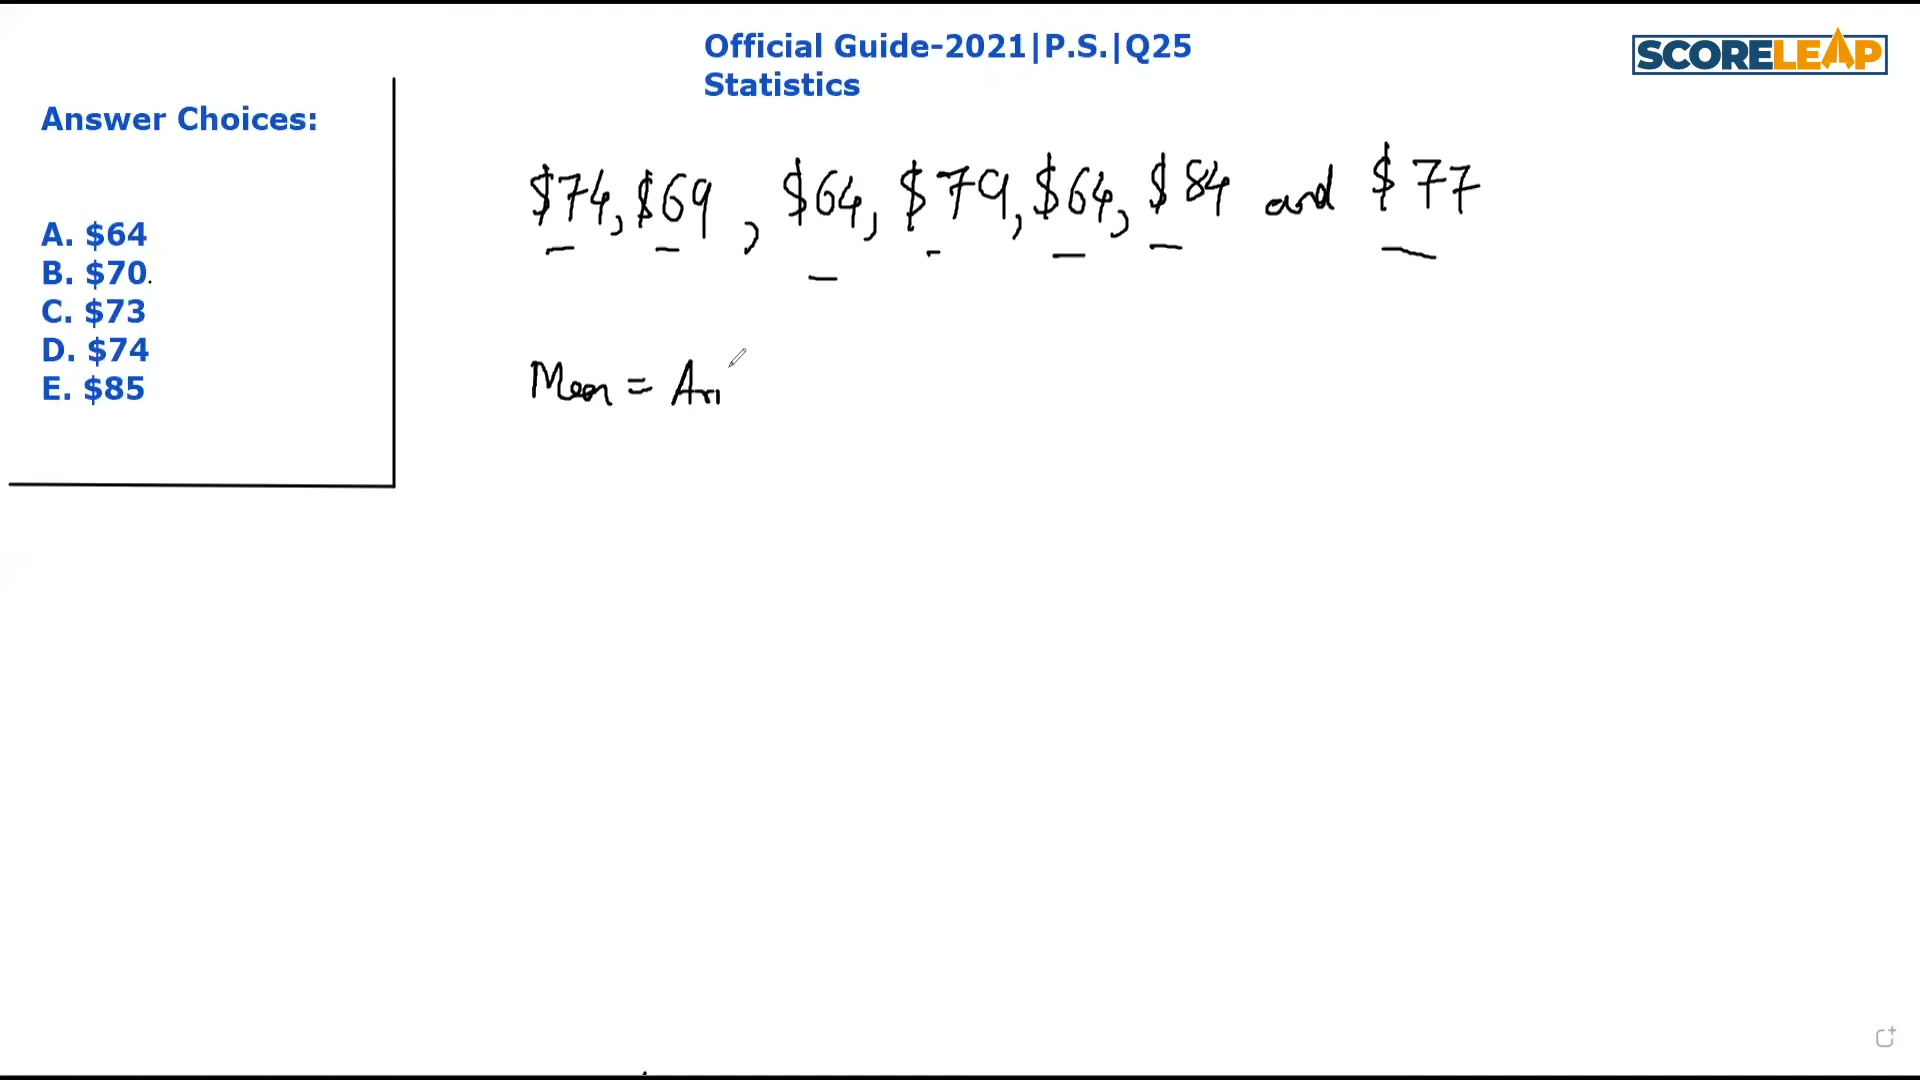 Official Guide-2021|P.S.|Q25
Statistics
SCORELEAP
Answer Choices:
A. $64
B. $70.
C. $73
D. $74
E. $85
$74, $69, $64, $79, $64, $84 and $77
Mean = Ari